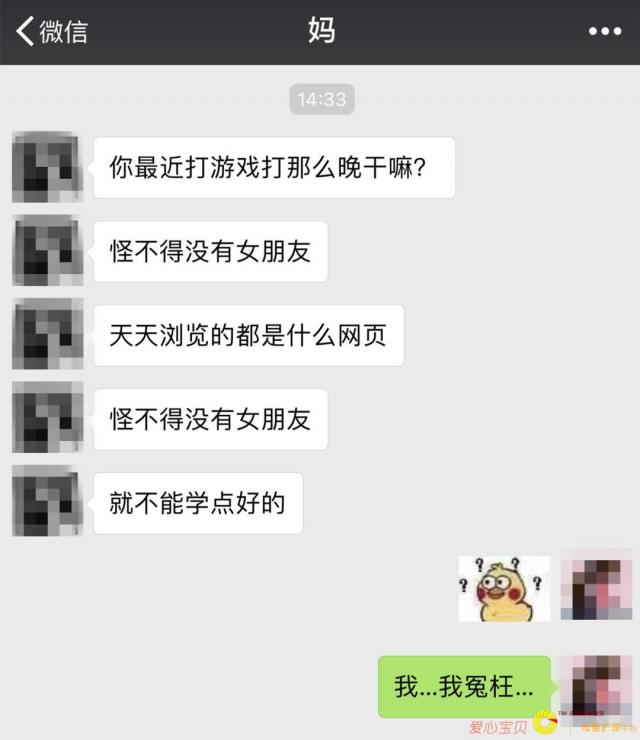 微信
妈
14:33
你最近打游戏打那么晚干嘛?
怪不得没有女朋友
天天浏览的都是什么网页
怪不得没有女朋友
就不能学点好的
? ? ? ?
我...我冤枉...
爱心宝贝
TM